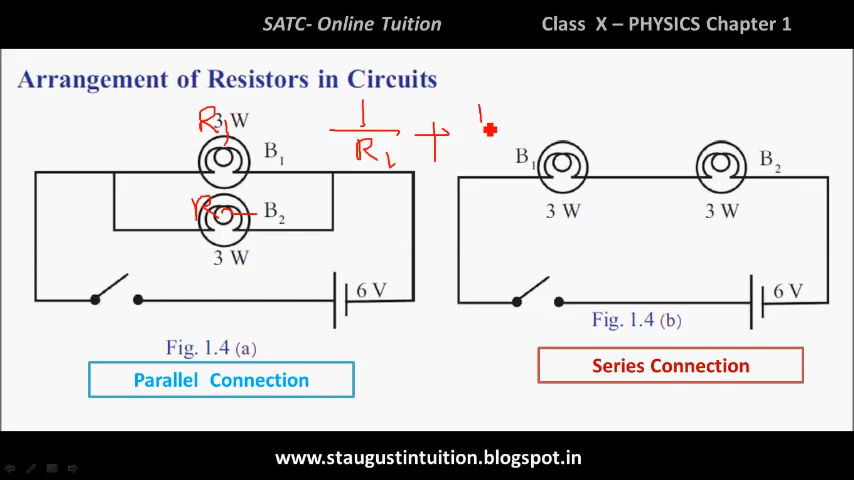 SATC- Online Tuition
Class X – PHYSICS Chapter 1
Arrangement of Resistors in Circuits
3 W
R1
B1
R2
B2
3 W
6 V
Fig. 1.4 (a)
Parallel Connection
1
R1
+
1
B1
B2
3 W
3 W
6 V
Fig. 1.4 (b)
Series Connection
www.staugustintuition.blogspot.in